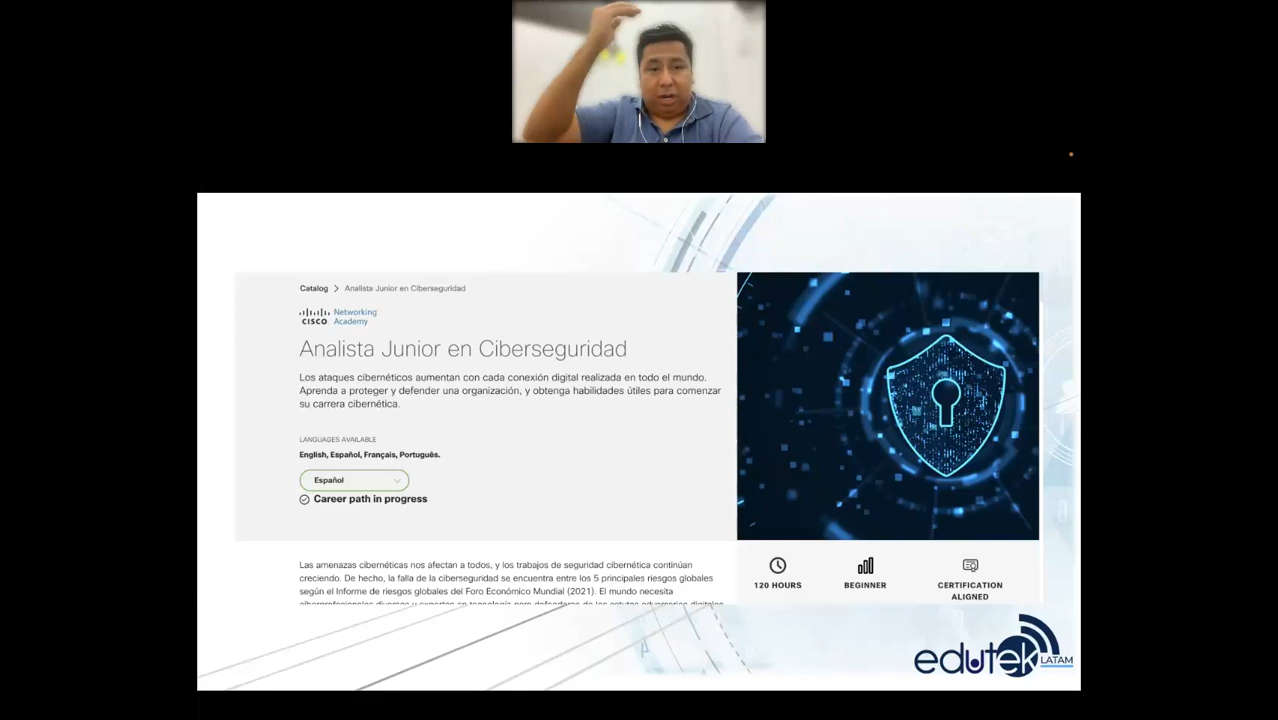 Catalog > Analista Junior en Ciberseguridad
CISCO Networking Academy
Analista Junior en Ciberseguridad
Los ataques cibernéticos aumentan con cada conexión digital realizada en todo el mundo.
Aprenda a proteger y defender una organización, y obtenga habilidades útiles para comenzar
su carrera cibernética.
LANGUAGES AVAILABLE
English, Español, Français, Português.
Español
Career path in progress
120 HOURS
BEGINNER
CERTIFICATION
ALIGNED
Las amenazas cibernéticas nos afectan a todos, y los trabajos de seguridad cibernética continúan
creciendo. De hecho, la falla de la ciberseguridad se encuentra entre los 5 principales riesgos globales
según el Informe de riesgos globales del Foro Económico Mundial (2021). El mundo necesita
edutek LATAM